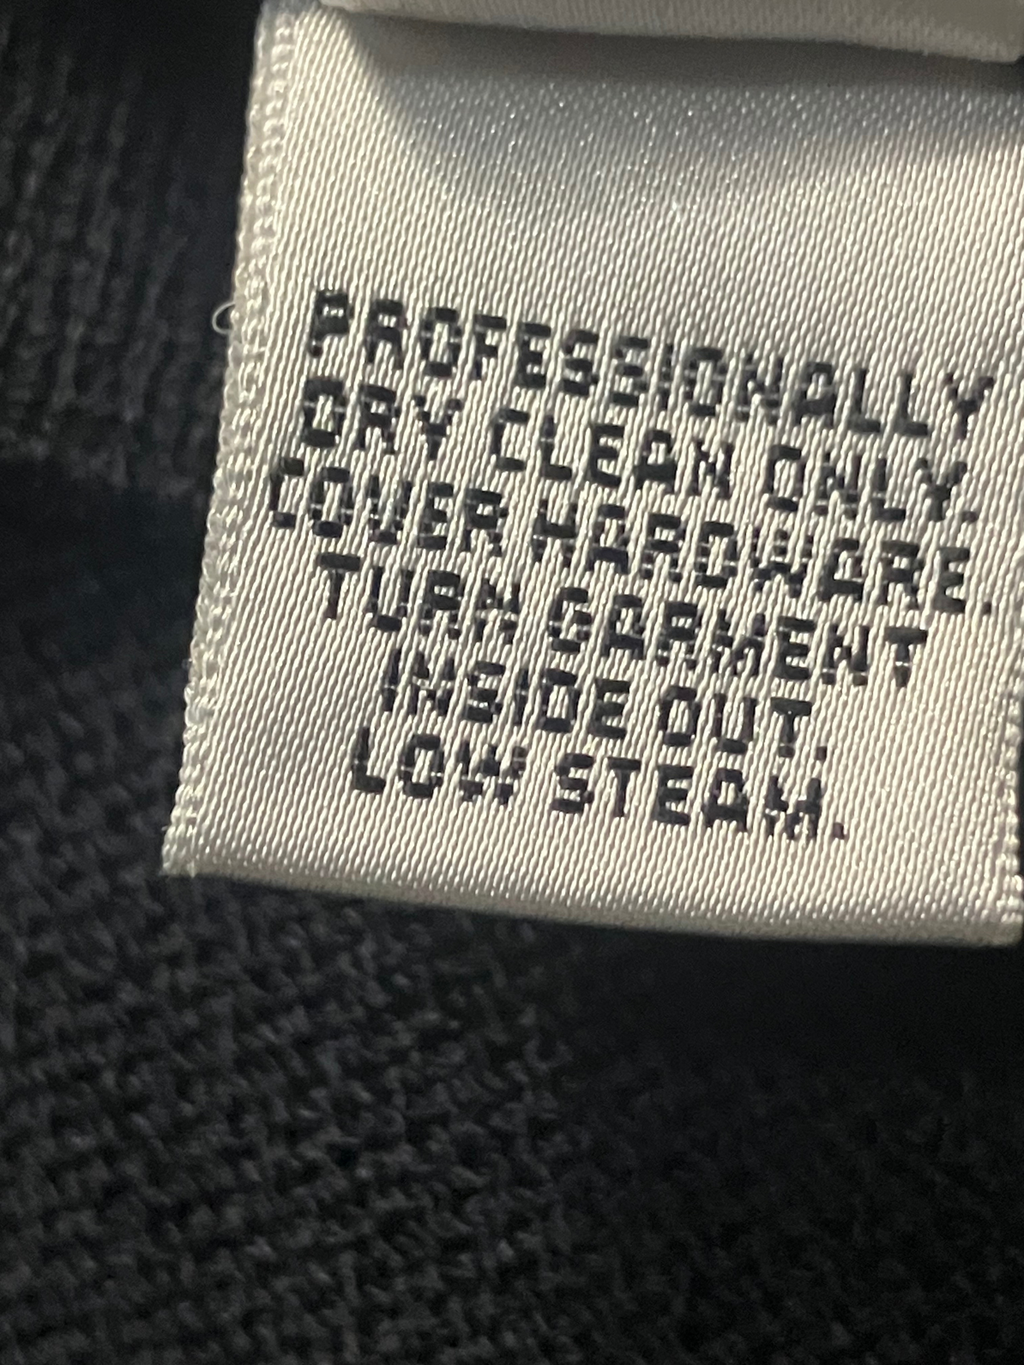 PROFESSIONALLY
DRY CLEAN ONLY.
COVER HARDWARE.
TURN GARMENT
INSIDE OUT.
LOW STEAM.